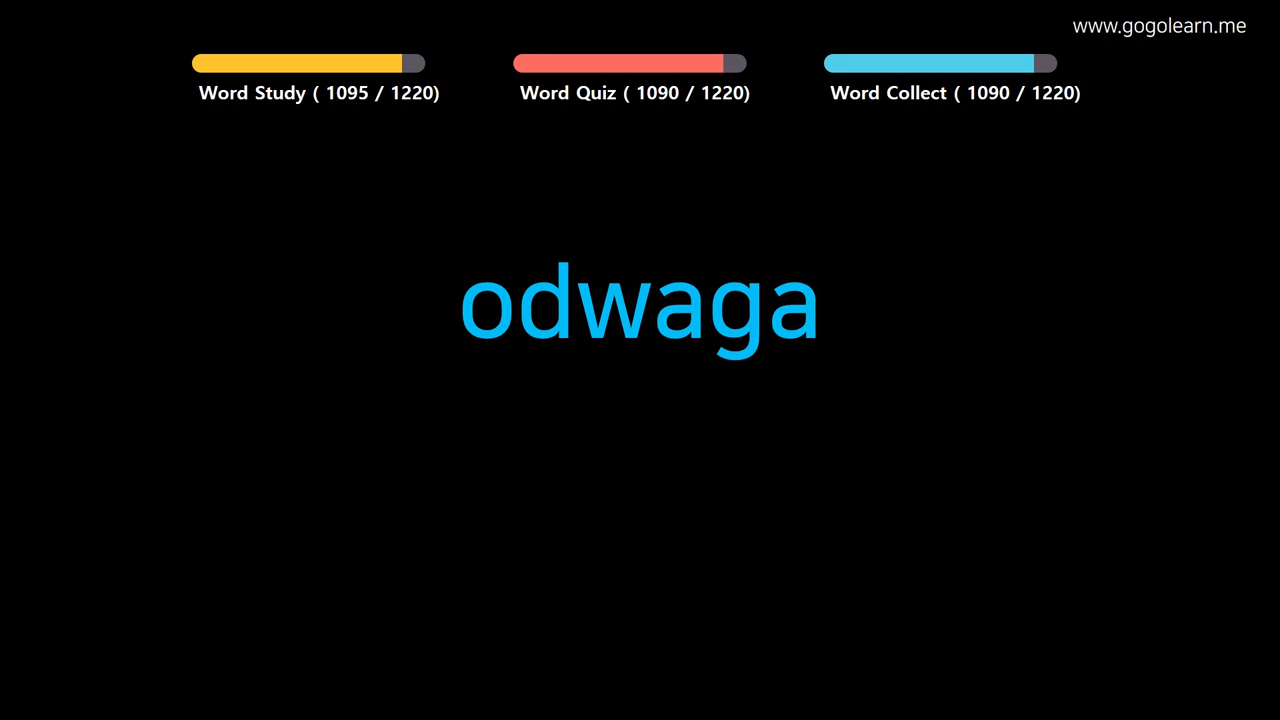 www.gogolearn.me
Word Study ( 1095 / 1220)
Word Quiz ( 1090 / 1220)
Word Collect ( 1090 / 1220)
odwaga